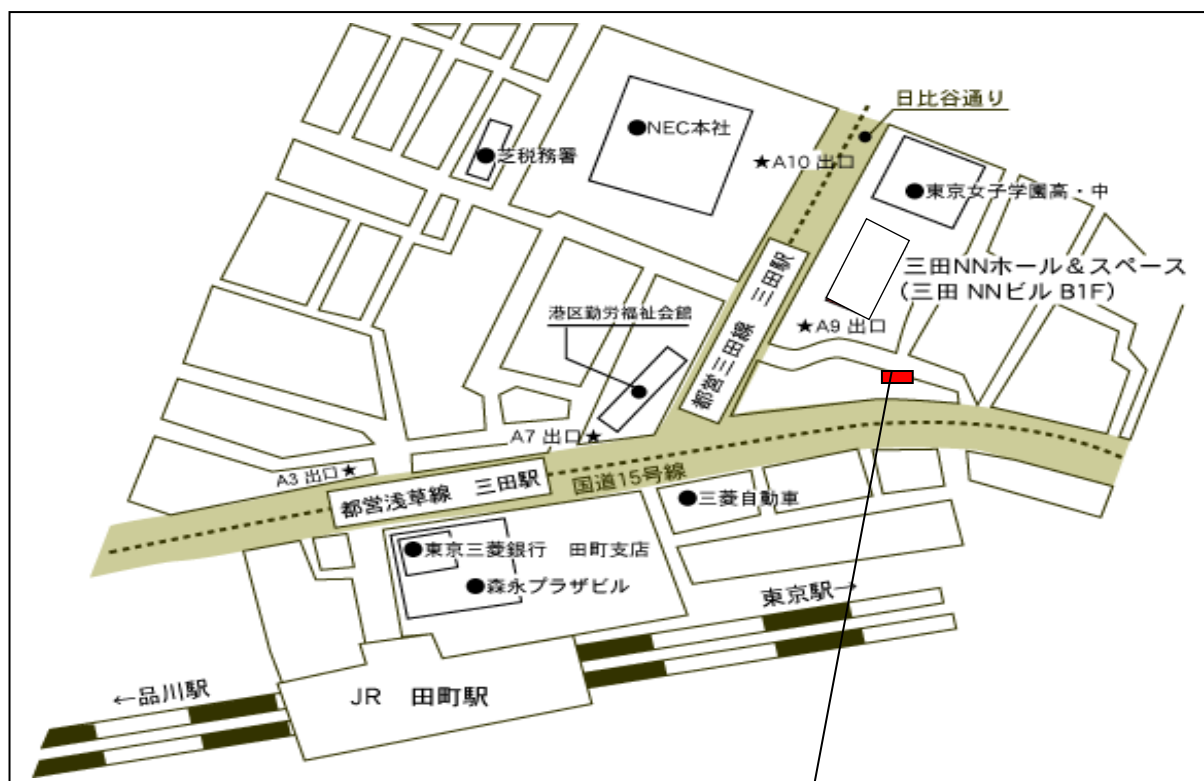 日比谷通り
●NEC本社
●芝税務署
★A10 出口
●東京女子学園高・中
都営三田線 三田駅
三田NNホール&スペース
(三田 NNビル B1F)
港区勤労福祉会館
★A9 出口
A7 出口★
A3 出口★
都営浅草線 三田駅
国道15号線
●三菱自動車
●東京三菱銀行 田町支店
●森永プラザビル
東京駅→
←品川駅
JR 田町駅